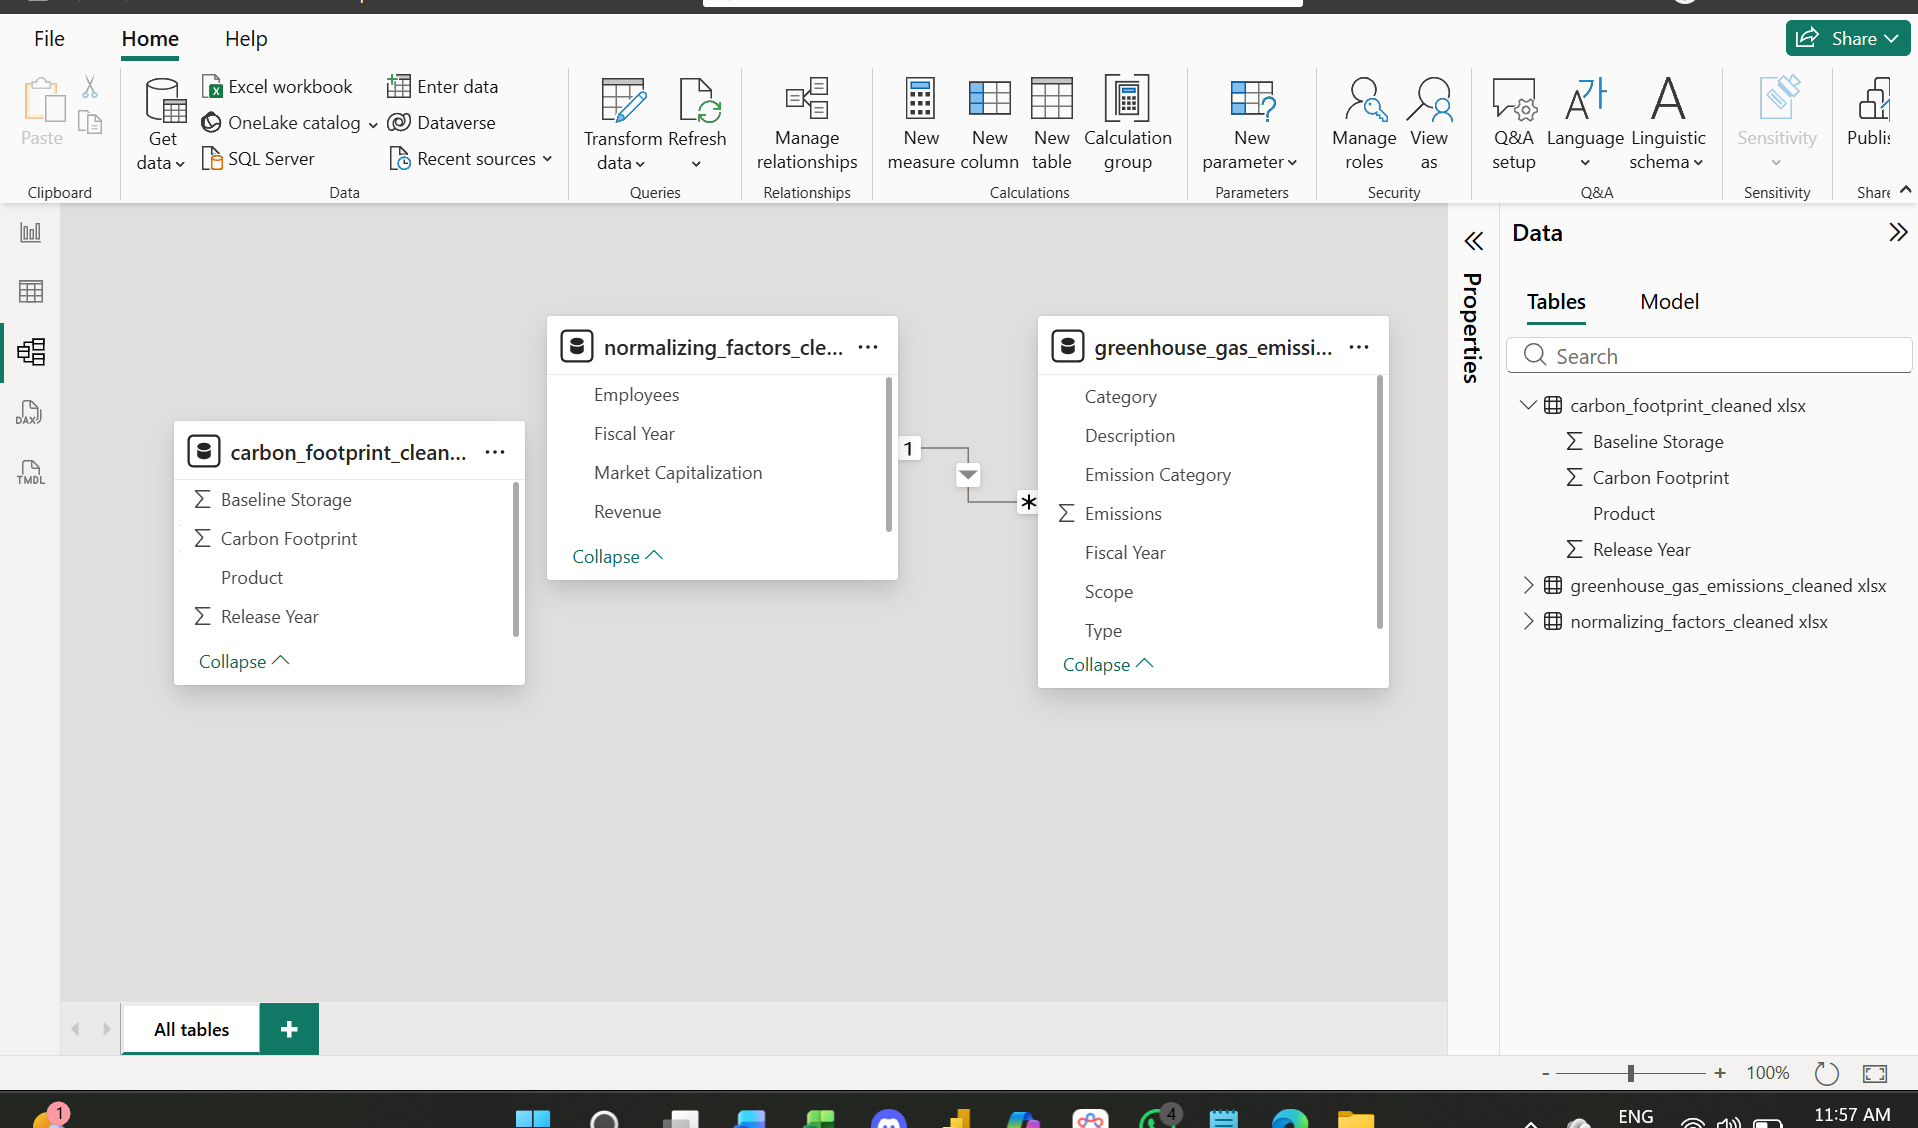 File
Home
Help
Share
Paste
Clipboard
Get data
Excel workbook
OneLake catalog
SQL Server
Enter data
Dataverse
Recent sources
Data
Transform data
Refresh
Queries
Manage relationships
Relationships
New measure
New column
New table
Calculation group
Calculations
New parameter
Parameters
Manage roles
View as
Security
Q&A setup
Language
Linguistic schema
Q&A
Sensitivity
Sensitivity
DAX
TMDL
carbon_footprint_clean...
Baseline Storage
Carbon Footprint
Product
Release Year
Collapse
normalizing_factors_cle...
Employees
Fiscal Year
Market Capitalization
Revenue
Collapse
1
*
greenhouse_gas_emissi...
Category
Description
Emission Category
Emissions
Fiscal Year
Scope
Type
Collapse
Properties
Data
Tables
Model
Search
carbon_footprint_cleaned xlsx
Baseline Storage
Carbon Footprint
Product
Release Year
greenhouse_gas_emissions_cleaned xlsx
normalizing_factors_cleaned xlsx
All tables
100%
1
4
ENG
11:57 AM